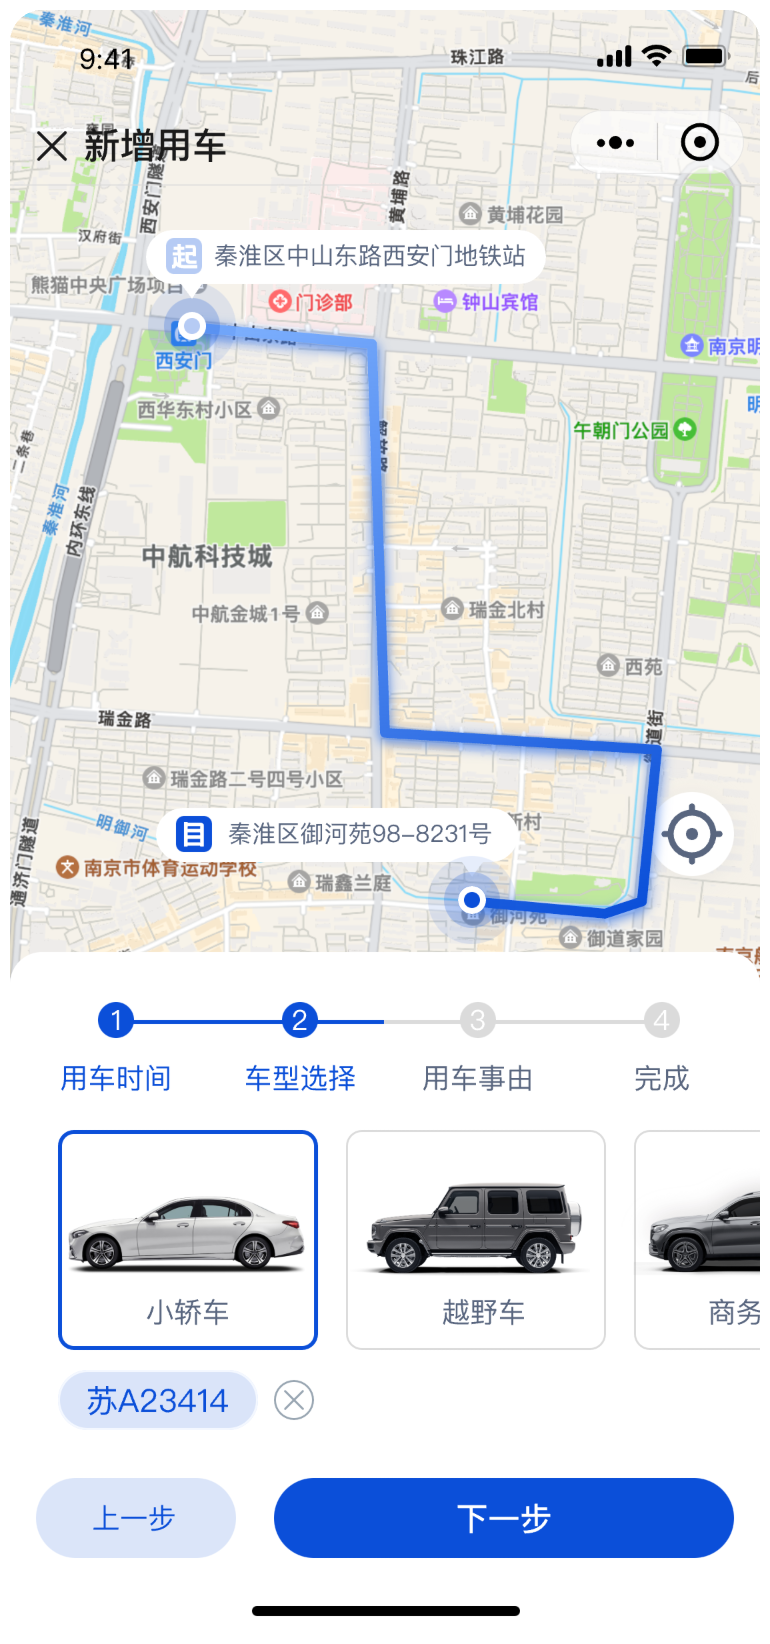 秦淮河
9:41
珠江路
后
新增用车
西安门隧道
黄埔路
汉府街
黄埔花园
起 秦淮区中山东路西安门地铁站
熊猫中央广场项目
门诊部
钟山宾馆
中山东路
西安门
南京明
明
西华东村小区
午朝门公园
二条巷
秦淮河
内环东线
中航科技城
中航金城1号
瑞金北村
西苑
瑞金路
道街
瑞金路二号四号小区
明御河
目 秦淮区御河苑98-8231号
新村
通济门隧道
南京市体育运动学校
瑞鑫兰庭
御河苑
御道家园
1
2
3
4
用车时间
车型选择
用车事由
完成
小轿车
越野车
商务
苏A23414
上一步
下一步